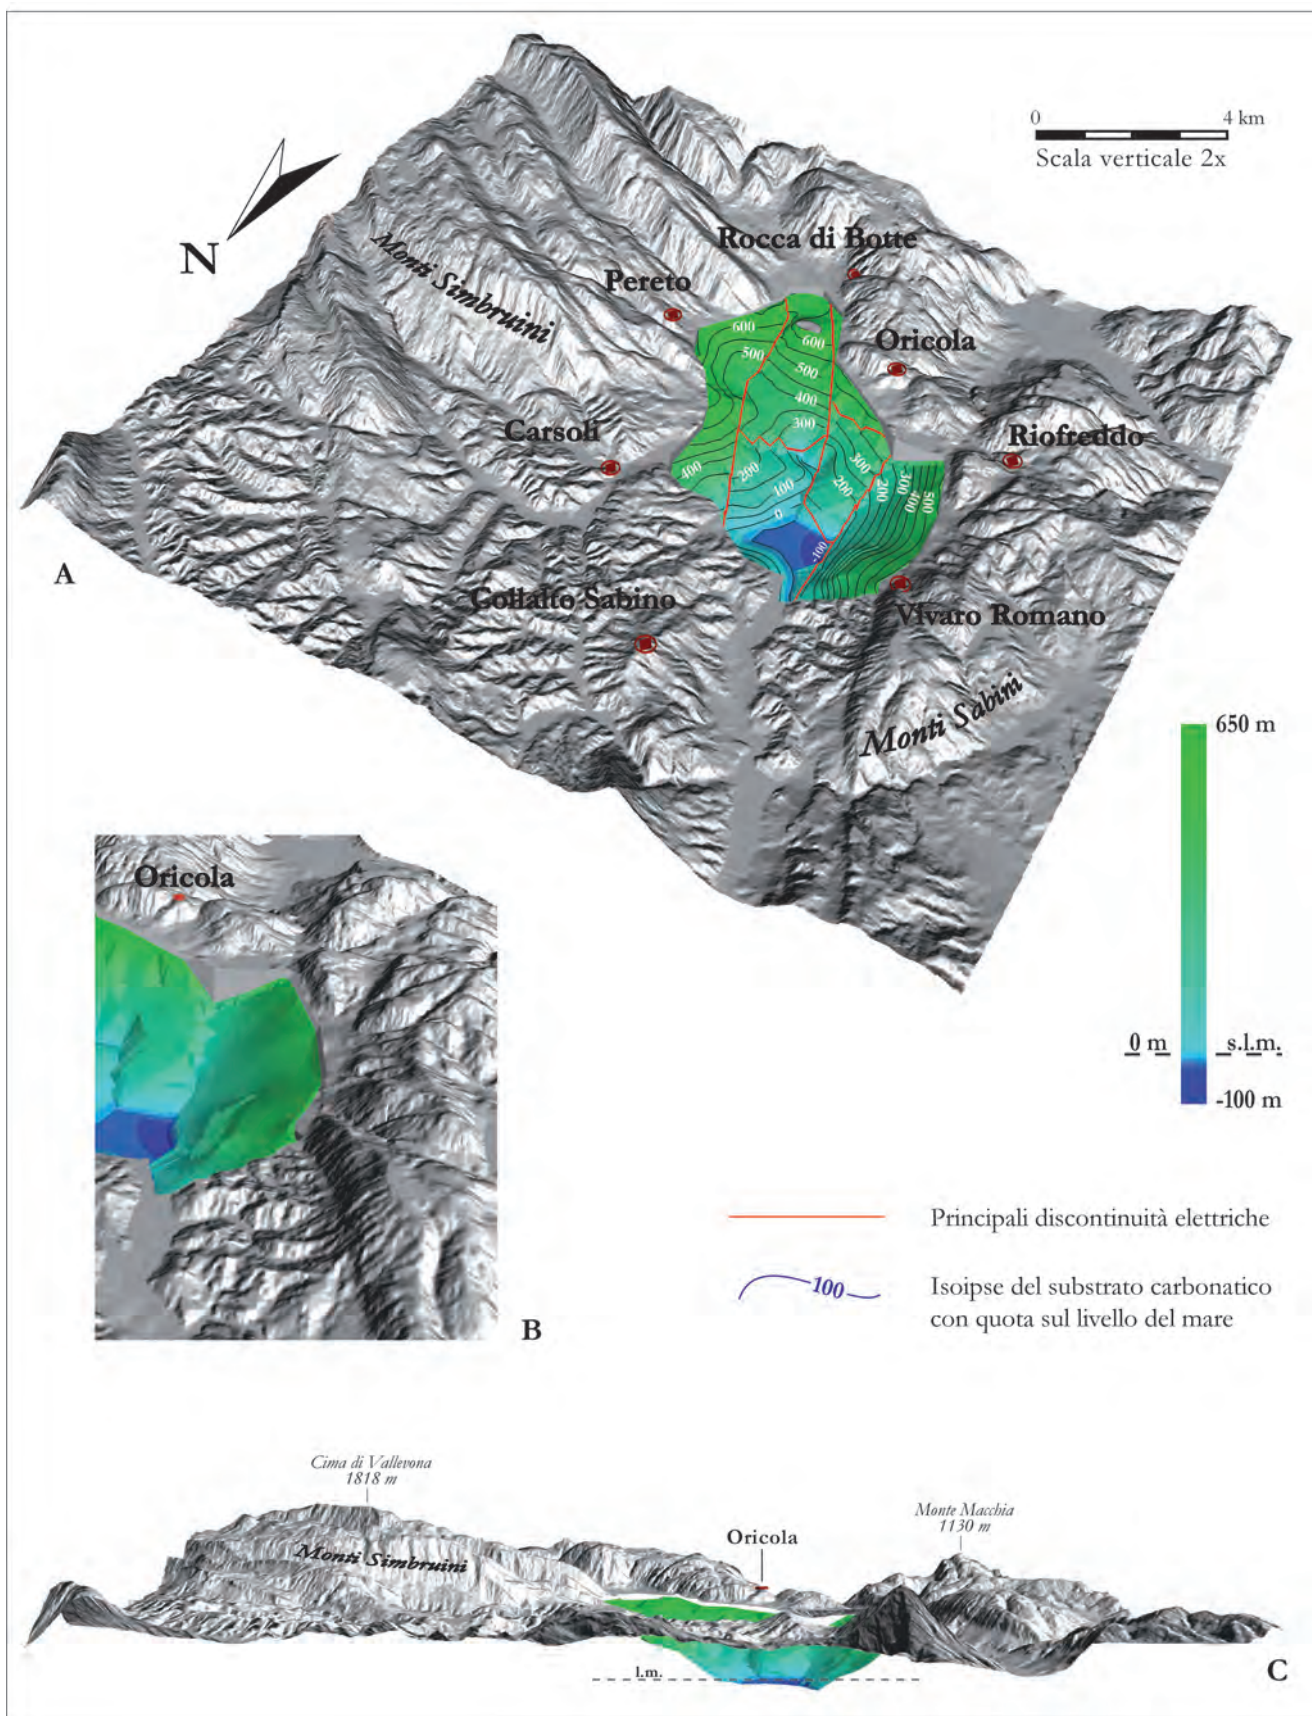 0 4 km
Scala verticale 2x
N
Rocca di Botte
Monti Simbruini
Pereto
Oricola
Carsoli
Riofreddo
600
600
500
500
400
300
400
200
300
200
100
200
0
-100
200
300
400
500
A
Collalto Sabino
Vivaro Romano
Monti Sabini
650 m
0 m s.l.m.
-100 m
Oricola
B
Principali discontinuità elettriche
100
Isoipse del substrato carbonatico
con quota sul livello del mare
Cima di Vallevona
1818 m
Monte Macchia
1130 m
Oricola
Monti Simbruini
l.m.
C